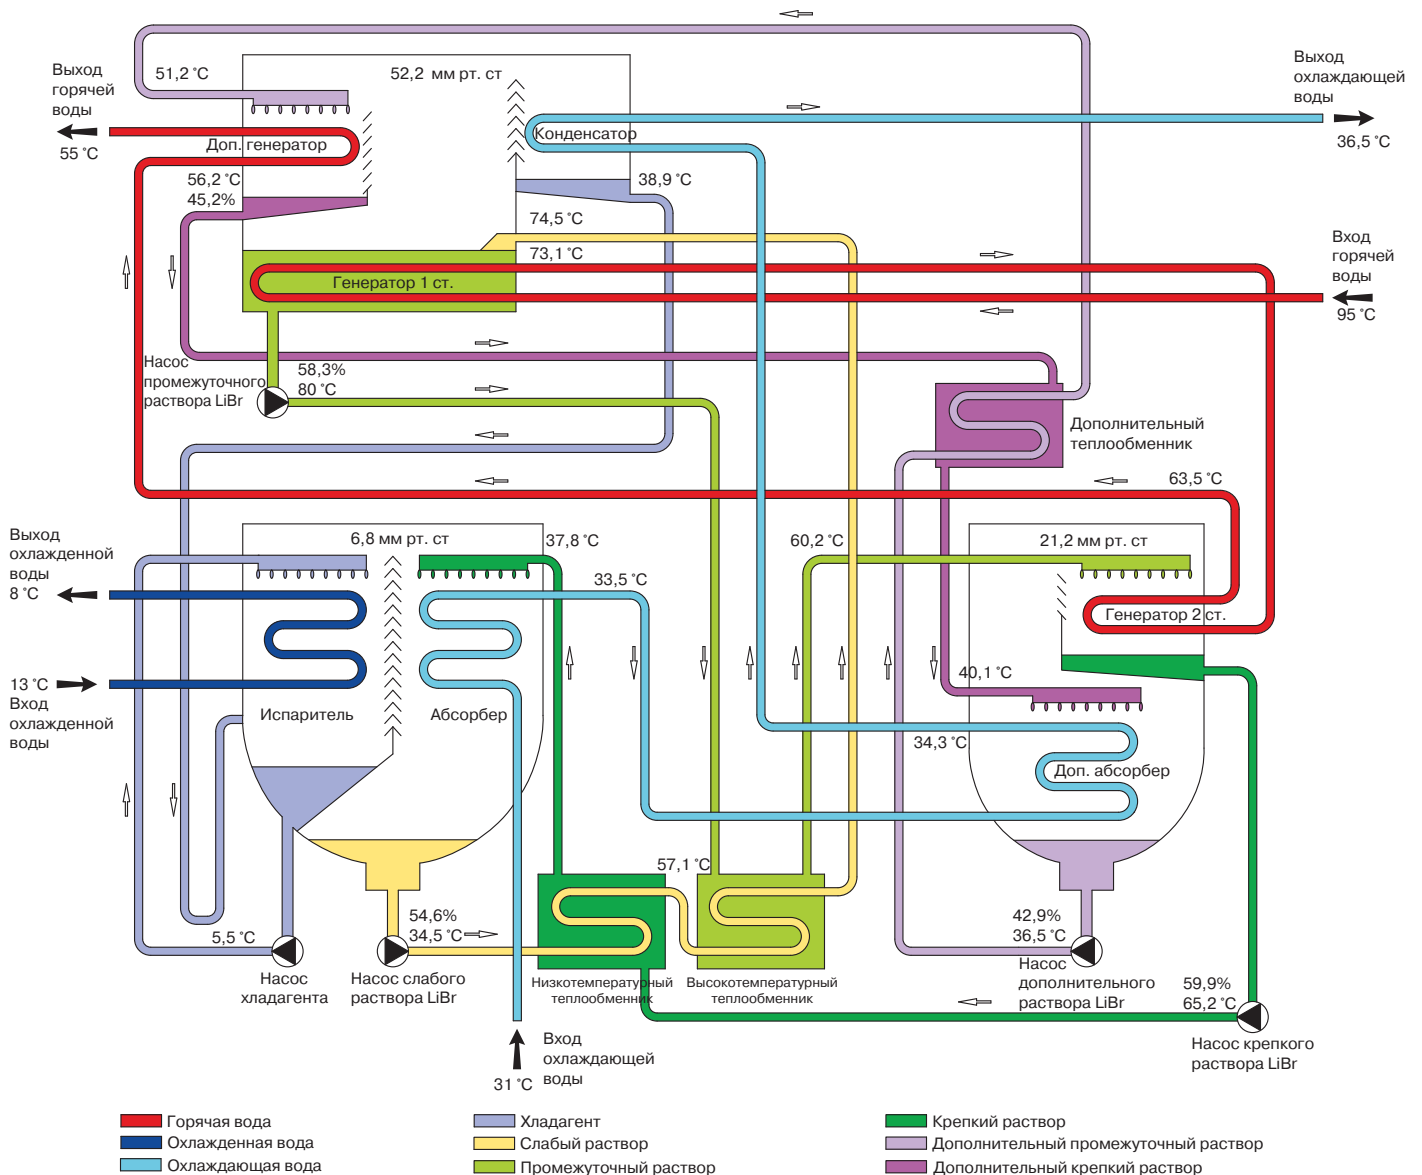 Выход
горячей
воды
55 °C
51,2 °C
52,2 мм рт. ст
Выход
охлаждающей
воды
36,5 °C
Доп. генератор
Конденсатор
56,2 °C
45,2%
38,9 °C
74,5 °C
73,1 °C
Генератор 1 ст.
Вход
горячей
воды
95 °C
Насос
промежуточного
раствора LiBr
58,3%
80 °C
Дополнительный
теплообменник
63,5 °C
Выход
охлажденной
воды
8 °C
6,8 мм рт. ст
37,8 °C
33,5 °C
60,2 °C
21,2 мм рт. ст
Генератор 2 ст.
13 °C
Вход
охлажденной
воды
Испаритель
Абсорбер
40,1 °C
34,3 °C
Доп. абсорбер
57,1 °C
5,5 °C
Насос
хладагента
54,6%
34,5 °C
Насос слабого
раствора LiBr
Низкотемпературный
теплообменник
Высокотемпературный
теплообменник
42,9%
36,5 °C
Насос
дополнительного
раствора LiBr
59,9%
65,2 °C
Насос крепкого
раствора LiBr
Вход
охлаждающей
воды
31 °C
Горячая вода
Охлажденная вода
Охлаждающая вода
Хладагент
Слабый раствор
Промежуточный раствор
Крепкий раствор
Дополнительный промежуточный раствор
Дополнительный крепкий раствор